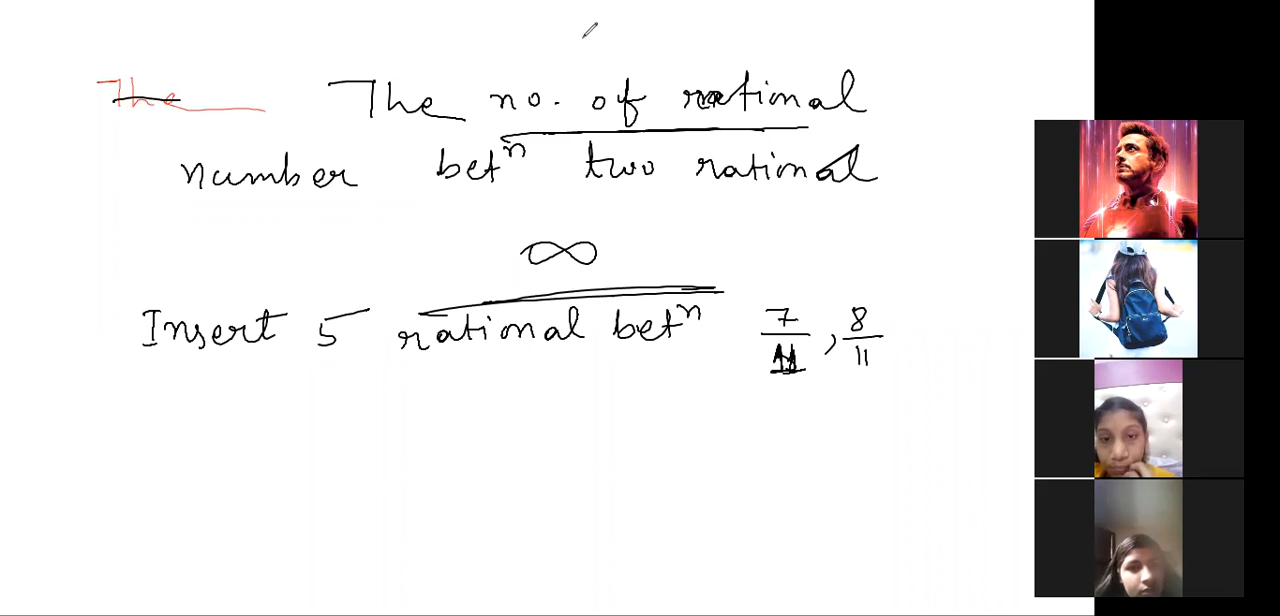 The The no. of rational
number betⁿ two rational
∞
Insert 5 rational betⁿ 7/11, 8/11